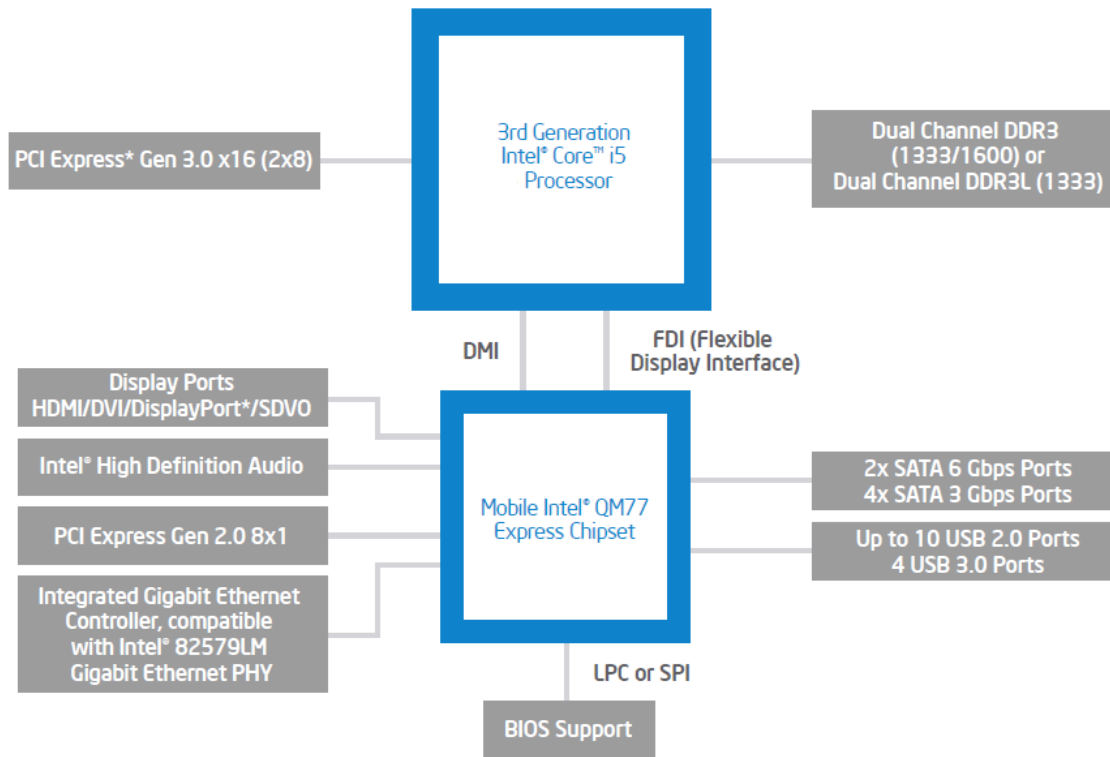 3rd Generation
Intel® Core™ i5
Processor
PCI Express* Gen 3.0 x16 (2x8)
Dual Channel DDR3
(1333/1600) or
Dual Channel DDR3L (1333)
DMI
FDI (Flexible
Display Interface)
Display Ports
HDMI/DVI/DisplayPort*/SDVO
Intel® High Definition Audio
PCI Express Gen 2.0 8x1
Integrated Gigabit Ethernet
Controller, compatible
with Intel® 82579LM
Gigabit Ethernet PHY
Mobile Intel® QM77
Express Chipset
2x SATA 6 Gbps Ports
4x SATA 3 Gbps Ports
Up to 10 USB 2.0 Ports
4 USB 3.0 Ports
LPC or SPI
BIOS Support